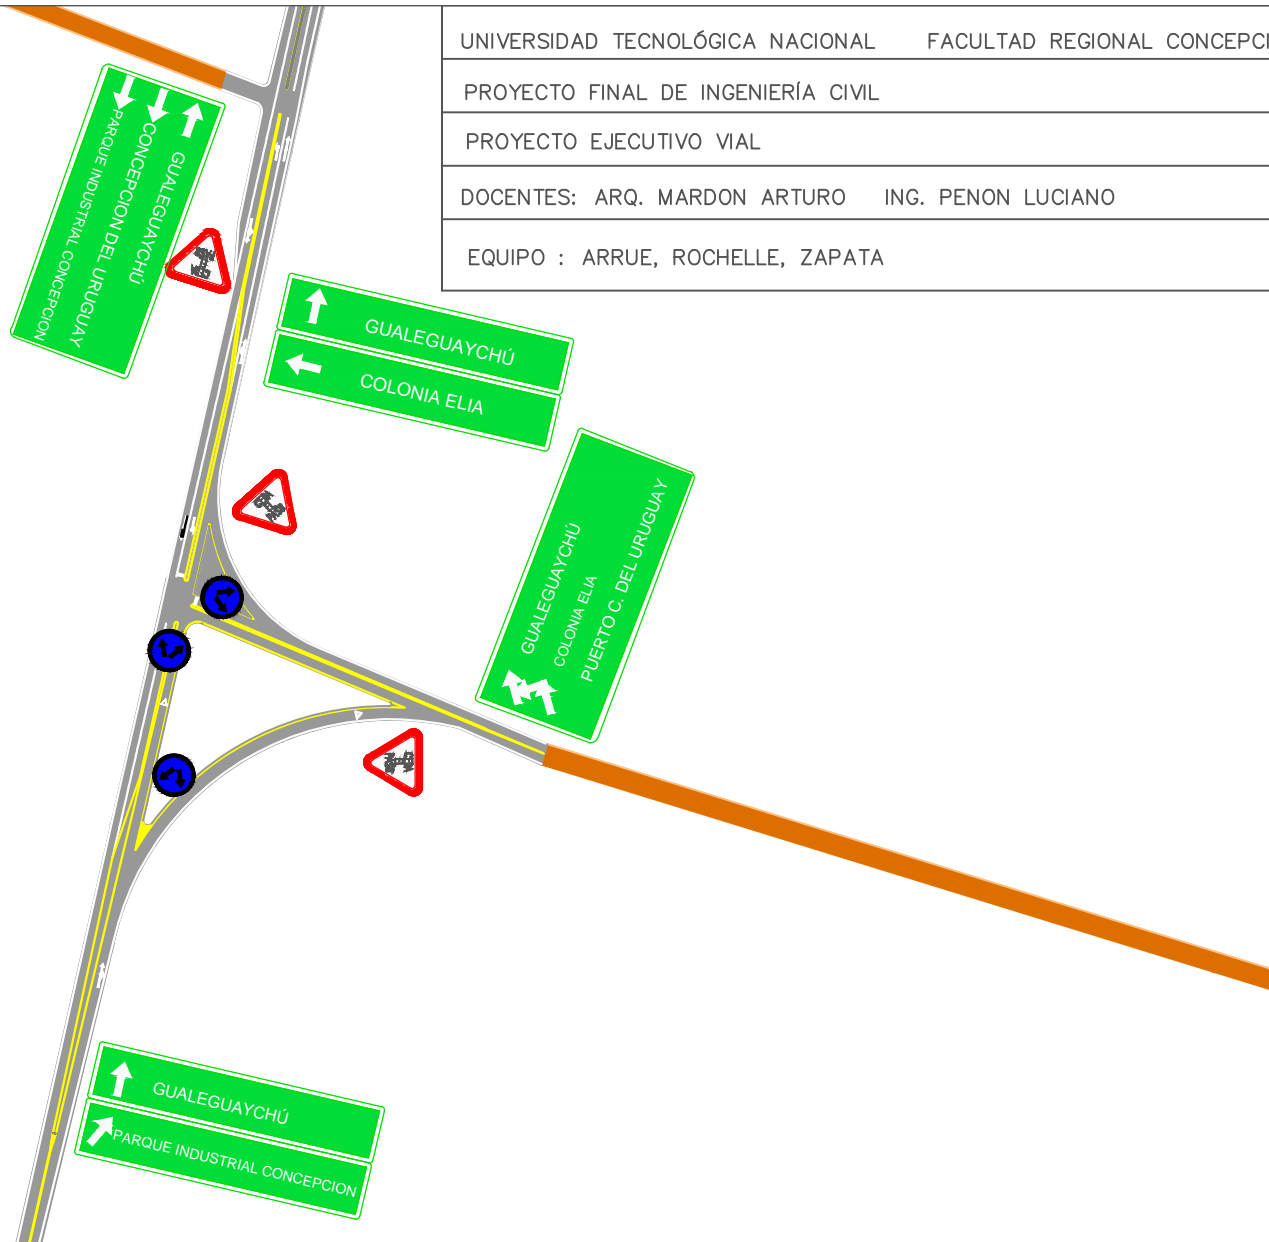 UNIVERSIDAD TECNOLÓGICA NACIONAL FACULTAD REGIONAL CONCEPCI
PROYECTO FINAL DE INGENIERÍA CIVIL
PROYECTO EJECUTIVO VIAL
DOCENTES: ARQ. MARDON ARTURO ING. PENON LUCIANO
EQUIPO : ARRUE, ROCHELLE, ZAPATA
GUALEGUAYCHÚ
CONCEPCION DEL URUGUAY
PARQUE INDUSTRIAL CONCEPCION
GUALEGUAYCHÚ
COLONIA ELIA
GUALEGUAYCHÚ
COLONIA ELIA
PUERTO C. DEL URUGUAY
GUALEGUAYCHÚ
PARQUE INDUSTRIAL CONCEPCION